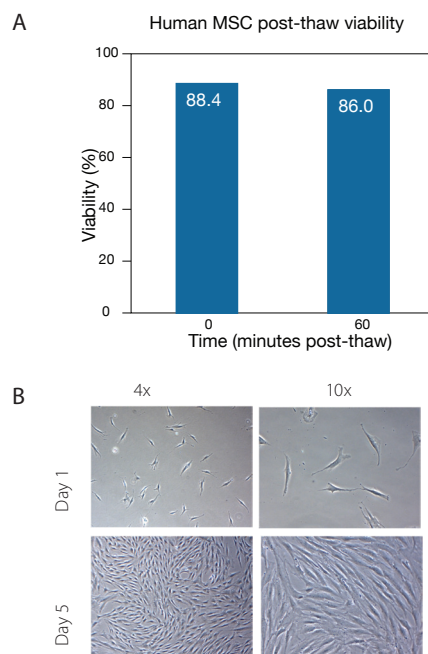 A
Human MSC post-thaw viability
100
80
60
40
20
0
Viability (%)
88.4
86.0
0
60
Time (minutes post-thaw)
B
4x
10x
Day 1
Day 5